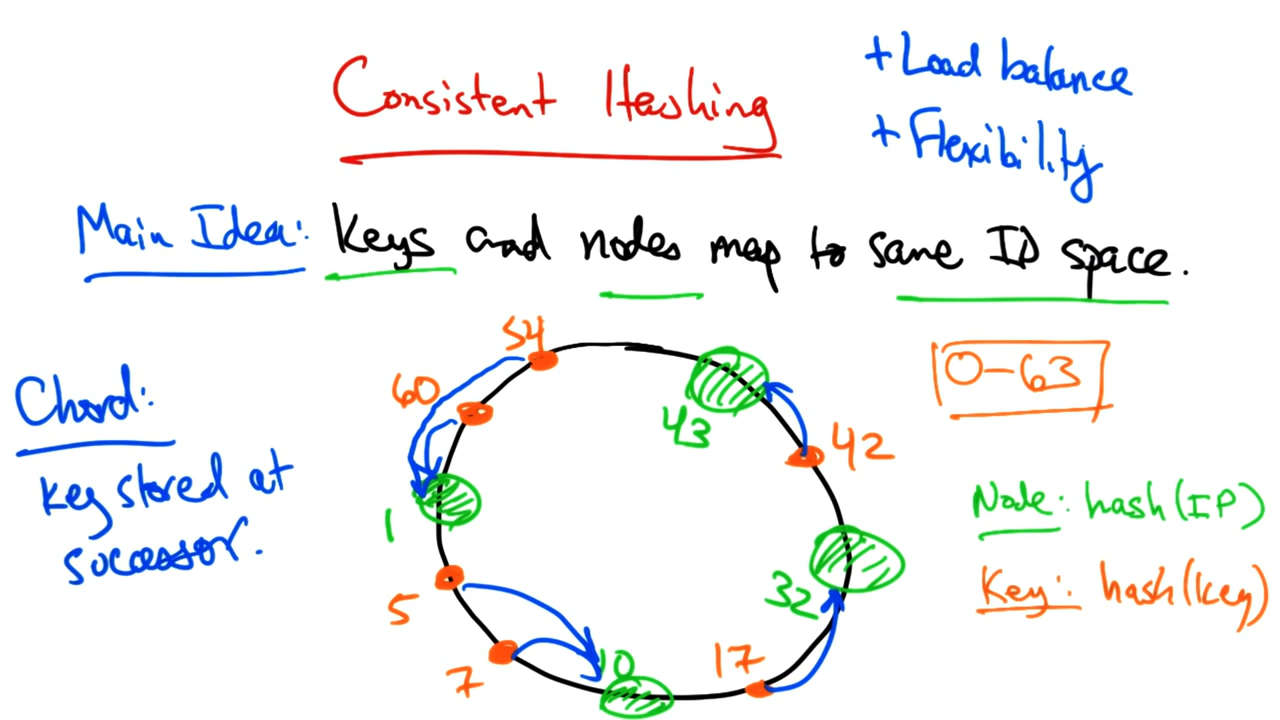 Consistent Hashing
+ Load balance
+ Flexibility
Main Idea: Keys and nodes map to same ID space.
0-63
Chord:
Key stored at
successor.
54
60
43
42
1
32
5
7
10
17
Node: hash(IP)
Key: hash(key)